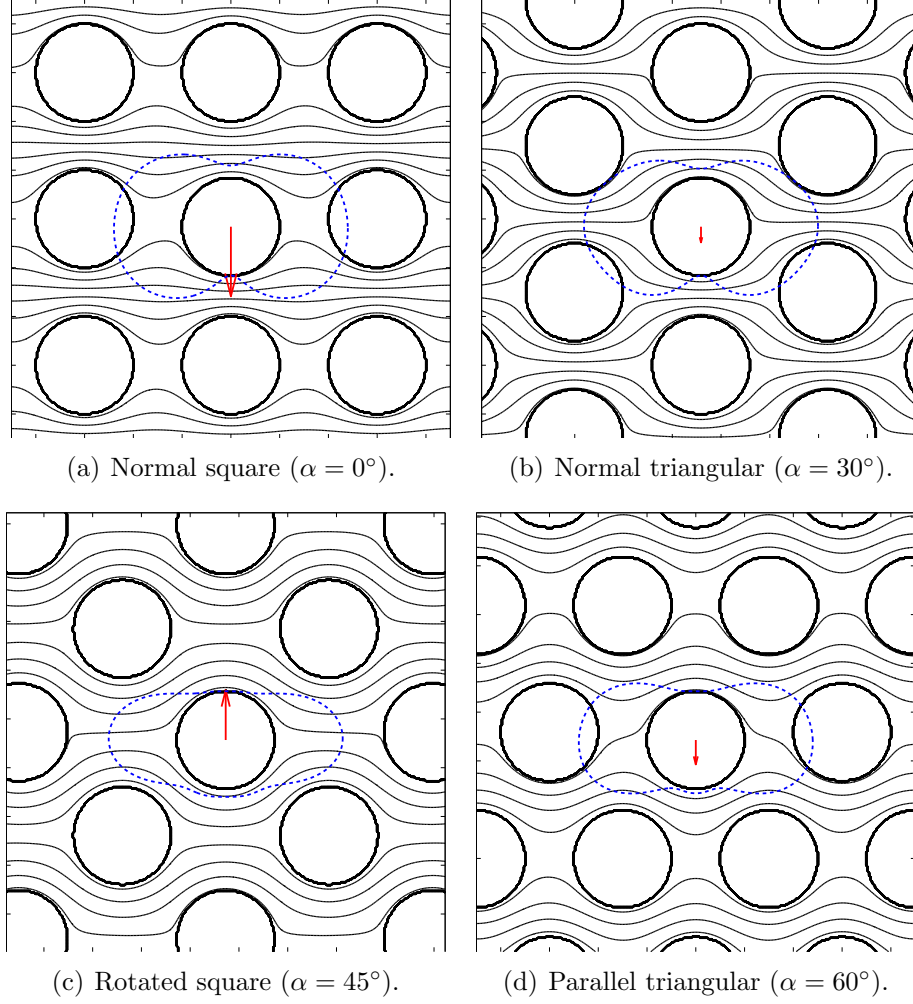 (a) Normal square (α = 0°).
(b) Normal triangular (α = 30°).
(c) Rotated square (α = 45°).
(d) Parallel triangular (α = 60°).